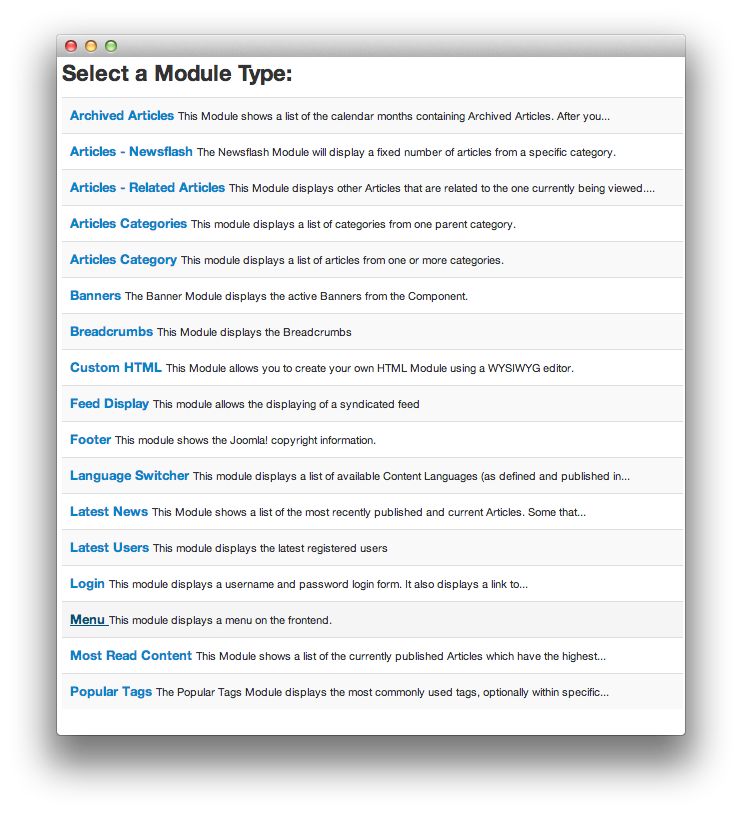 Select a Module Type:
Archived Articles This Module shows a list of the calendar months containing Archived Articles. After you...
Articles - Newsflash The Newsflash Module will display a fixed number of articles from a specific category.
Articles - Related Articles This Module displays other Articles that are related to the one currently being viewed....
Articles Categories This module displays a list of categories from one parent category.
Articles Category This module displays a list of articles from one or more categories.
Banners The Banner Module displays the active Banners from the Component.
Breadcrumbs This Module displays the Breadcrumbs
Custom HTML This Module allows you to create your own HTML Module using a WYSIWYG editor.
Feed Display This module allows the displaying of a syndicated feed
Footer This module shows the Joomla! copyright information.
Language Switcher This module displays a list of available Content Languages (as defined and published in...
Latest News This Module shows a list of the most recently published and current Articles. Some that...
Latest Users This module displays the latest registered users
Login This module displays a username and password login form. It also displays a link to...
Menu This module displays a menu on the frontend.
Most Read Content This Module shows a list of the currently published Articles which have the highest...
Popular Tags The Popular Tags Module displays the most commonly used tags, optionally within specific...